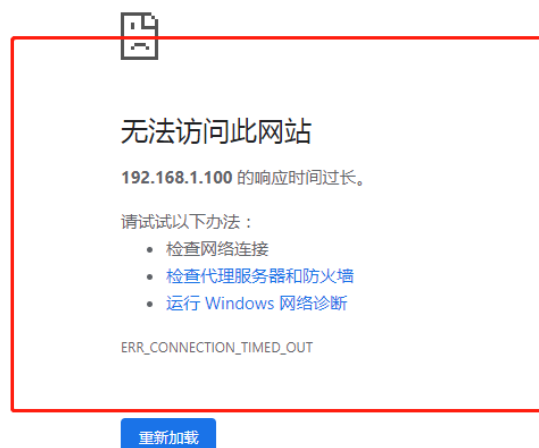 无法访问此网站
192.168.1.100 的响应时间过长。
请试试以下办法：
检查网络连接
检查代理服务器和防火墙
运行 Windows 网络诊断
ERR_CONNECTION_TIMED_OUT
重新加载